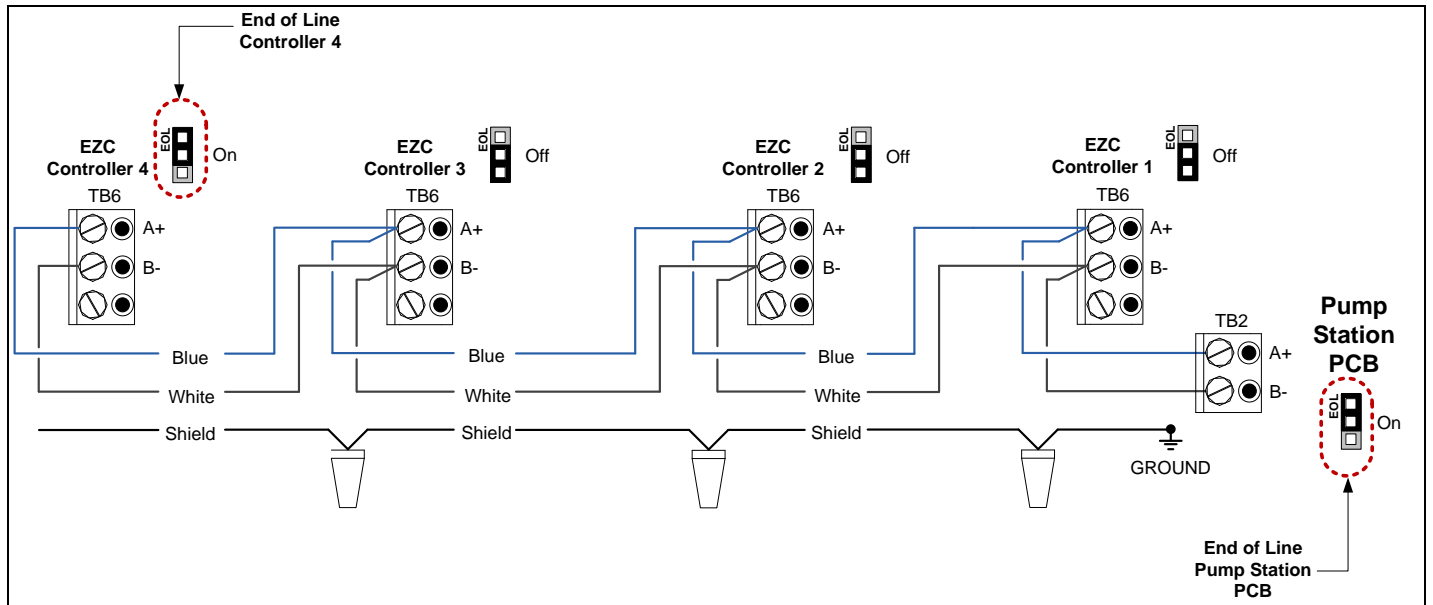 End of Line
Controller 4
EOL
On
EZC
Controller 4
TB6
A+
B-
EOL
Off
EZC
Controller 3
TB6
A+
B-
EOL
Off
EZC
Controller 2
TB6
A+
B-
EOL
Off
EZC
Controller 1
TB6
A+
B-
TB2
A+
B-
Pump
Station
PCB
EOL
On
Blue
Blue
Blue
White
White
White
Shield
Shield
Shield
GROUND
End of Line
Pump Station
PCB